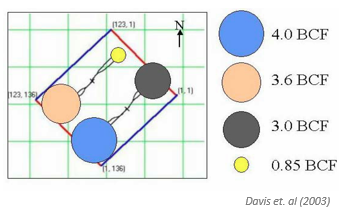 (123, 1)
N
4.0 BCF
3.6 BCF
(123, 136)
(1, 1)
3.0 BCF
(1, 136)
0.85 BCF
Davis et. al (2003)